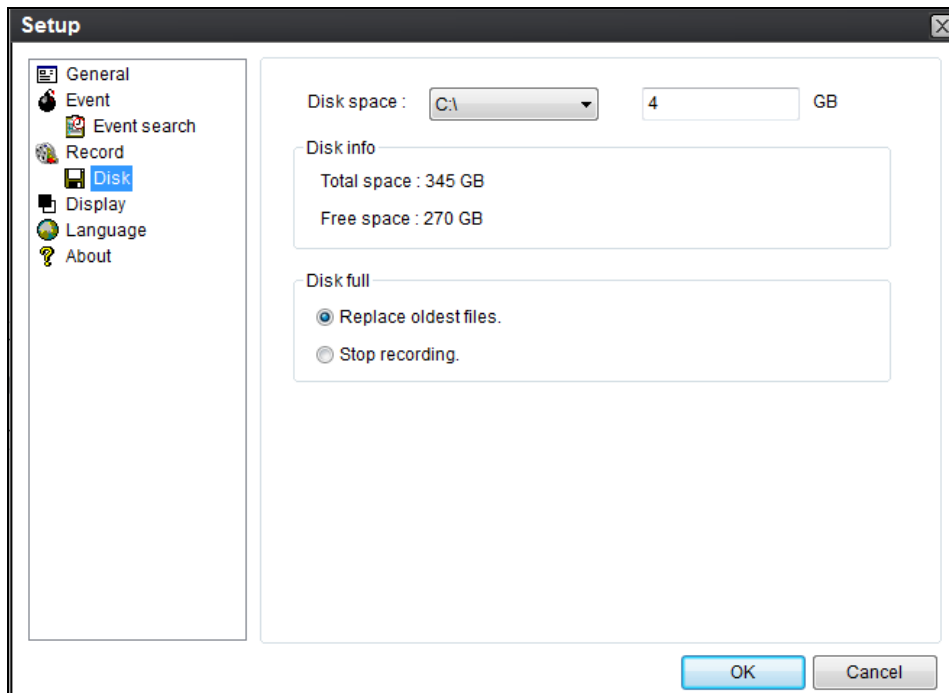 Setup
General
Event
Event search
Record
Disk
Display
Language
About
Disk space : C:\ 4 GB
Disk info
Total space : 345 GB
Free space : 270 GB
Disk full
Replace oldest files.
Stop recording.
OK Cancel